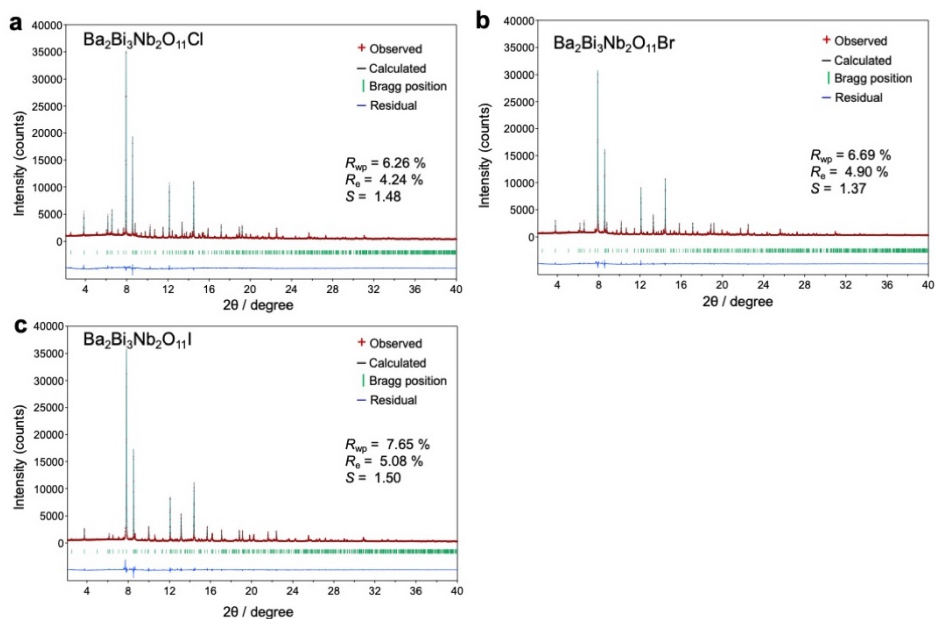 a
Ba₂Bi₃Nb₂O₁₁Cl
Observed
Calculated
Bragg position
Residual
Rwp = 6.26 %
Re = 4.24 %
S = 1.48
Intensity (counts)
40000
35000
30000
25000
20000
15000
10000
5000
0
4 8 12 16 20 24 28 32 36 40
2θ / degree
b
Ba₂Bi₃Nb₂O₁₁Br
Observed
Calculated
Bragg position
Residual
Rwp = 6.69 %
Re = 4.90 %
S = 1.37
Intensity (counts)
40000
35000
30000
25000
20000
15000
10000
5000
0
4 8 12 16 20 24 28 32 36 40
2θ / degree
c
Ba₂Bi₃Nb₂O₁₁I
Observed
Calculated
Bragg position
Residual
Rwp = 7.65 %
Re = 5.08 %
S = 1.50
Intensity (counts)
40000
35000
30000
25000
20000
15000
10000
5000
0
4 8 12 16 20 24 28 32 36 40
2θ / degree